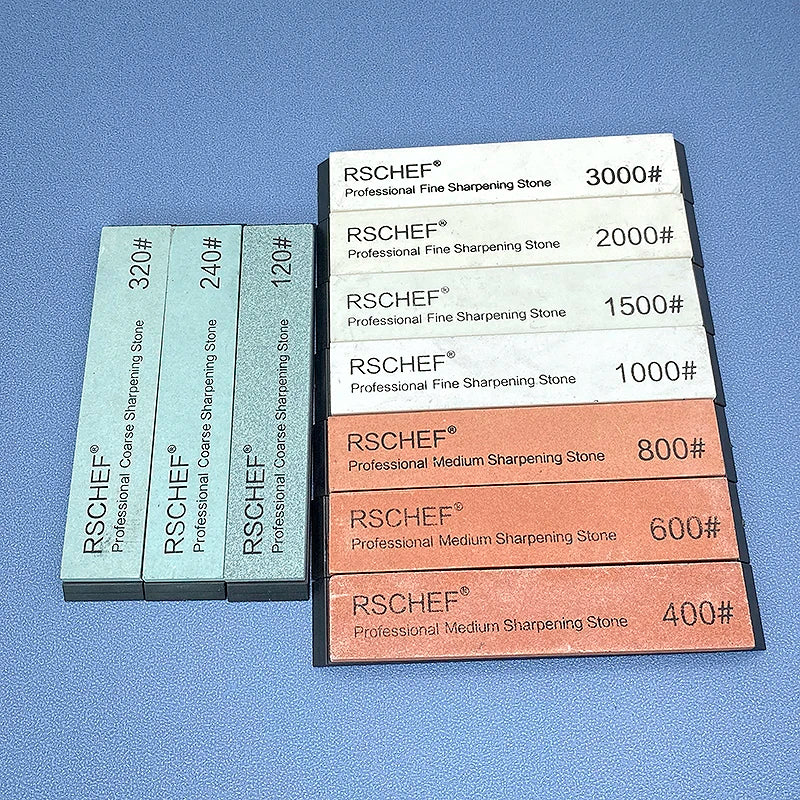 320#
RSCHEF®
Professional Coarse Sharpening Stone
240#
RSCHEF®
Professional Coarse Sharpening Stone
120#
RSCHEF®
Professional Coarse Sharpening Stone
RSCHEF®
Professional Fine Sharpening Stone
3000#
RSCHEF®
Professional Fine Sharpening Stone
2000#
RSCHEF®
Professional Fine Sharpening Stone
1500#
RSCHEF®
Professional Fine Sharpening Stone
1000#
RSCHEF®
Professional Medium Sharpening Stone
800#
RSCHEF®
Professional Medium Sharpening Stone
600#
RSCHEF®
Professional Medium Sharpening Stone
400#